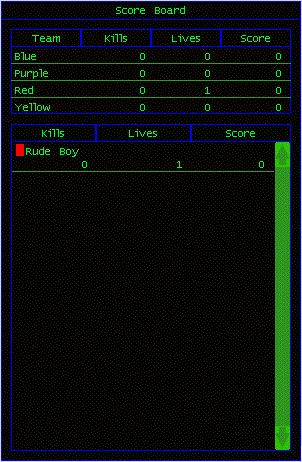 Score Board
Team Kills Lives Score
Blue 0 0 0
Purple 0 0 0
Red 0 1 0
Yellow 0 0 0
Kills Lives Score
Rude Boy
0 1 0